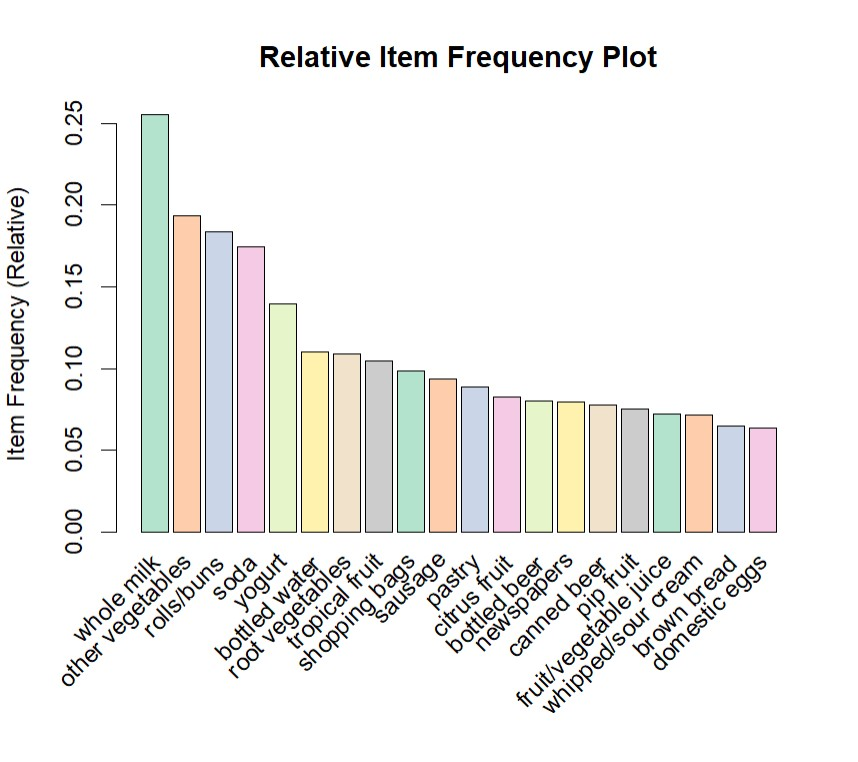 Relative Item Frequency Plot
Item Frequency (Relative)
0.25
0.20
0.15
0.10
0.05
0.00
whole milk
other vegetables
rolls/buns
soda
yogurt
bottled water
root vegetables
tropical fruit
shopping bags
sausage
pastry
citrus fruit
bottled beer
newspapers
canned beer
pip fruit
fruit/vegetable juice
whipped/sour cream
brown bread
domestic eggs